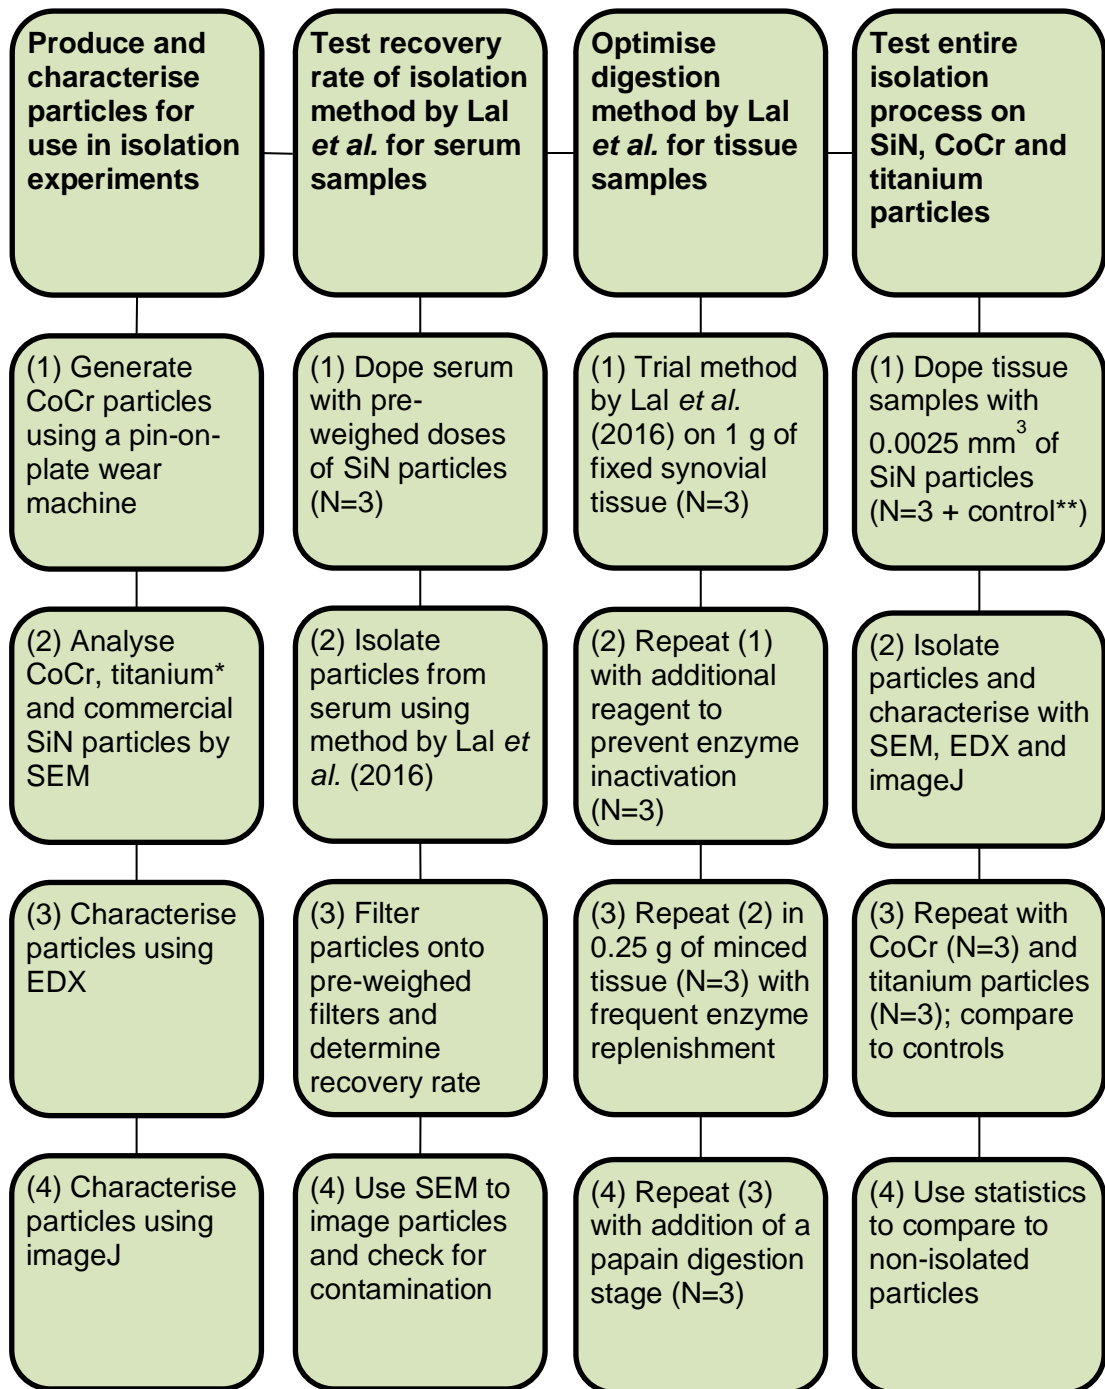 Produce and
characterise
particles for
use in isolation
experiments
Test recovery
rate of isolation
method by Lal
et al. for serum
samples
Optimise
digestion
method by Lal
et al. for tissue
samples
Test entire
isolation
process on
SiN, CoCr and
titanium
particles
(1) Generate
CoCr particles
using a pin-on-
plate wear
machine
(1) Dope serum
with pre-
weighed doses
of SiN particles
(N=3)
(1) Trial method
by Lal et al.
(2016) on 1 g of
fixed synovial
tissue (N=3)
(1) Dope tissue
samples with
0.0025 mm³ of
SiN particles
(N=3 + control**)
(2) Analyse
CoCr, titanium*
and commercial
SiN particles by
SEM
(2) Isolate
particles from
serum using
method by Lal et
al. (2016)
(2) Repeat (1)
with additional
reagent to
prevent enzyme
inactivation
(N=3)
(2) Isolate
particles and
characterise with
SEM, EDX and
imageJ
(3) Characterise
particles using
EDX
(3) Filter
particles onto
pre-weighed
filters and
determine
recovery rate
(3) Repeat (2) in
0.25 g of minced
tissue (N=3) with
frequent enzyme
replenishment
(3) Repeat with
CoCr (N=3) and
titanium particles
(N=3); compare
to controls
(4) Characterise
particles using
imageJ
(4) Use SEM to
image particles
and check for
contamination
(4) Repeat (3)
with addition of a
papain digestion
stage (N=3)
(4) Use statistics
to compare to
non-isolated
particles